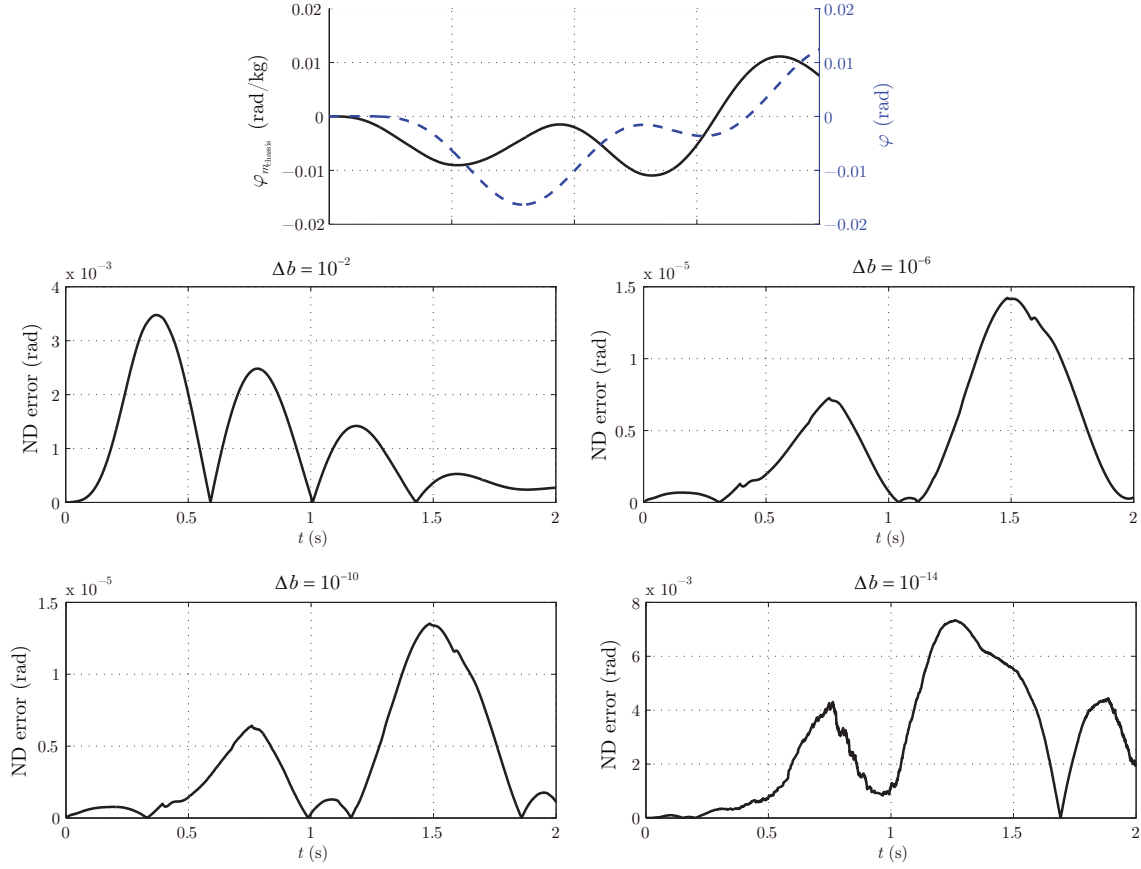 0.02 0.02
0.01 0.01
0 0
−0.01 −0.01
−0.02 −0.02
φ_{m_chassis} (rad/kg)
φ (rad)
x 10⁻³ Δb = 10⁻²
4
3
2
1
0
ND error (rad)
0 0.5 1 1.5 2
t (s)
x 10⁻⁵ Δb = 10⁻⁶
1.5
1
0.5
0
ND error (rad)
0 0.5 1 1.5 2
t (s)
x 10⁻⁵ Δb = 10⁻¹⁰
1.5
1
0.5
0
ND error (rad)
0 0.5 1 1.5 2
t (s)
x 10⁻³ Δb = 10⁻¹⁴
8
6
4
2
0
ND error (rad)
0 0.5 1 1.5 2
t (s)